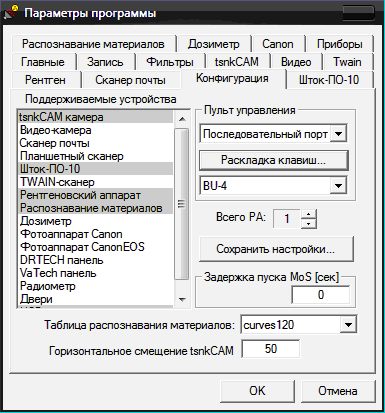 Параметры программы
Распознавание материалов Дозиметр Canon Приборы
Главные Запись Фильтры tsnkCAM Видео Twain
Рентген Сканер почты Конфигурация Шток-ПО-10
Поддерживаемые устройства
tsnkCAM камера
Видео-камера
Сканер почты
Планшетный сканер
Шток-ПО-10
TWAIN-сканер
Рентгеновский аппарат
Распознавание материалов
Дозиметр
Фотоаппарат Canon
Фотоаппарат CanonEOS
DRTECH панель
VaTech панель
Радиометр
Двери
Пульт управления
Последовательный порт
Раскладка клавиш...
BU-4
Всего РА: 1
Сохранить настройки...
Задержка пуска MoS [сек]
0
Таблица распознавания материалов: curves120
Горизонтальное смещение tsnkCAM 50
OK Отмена